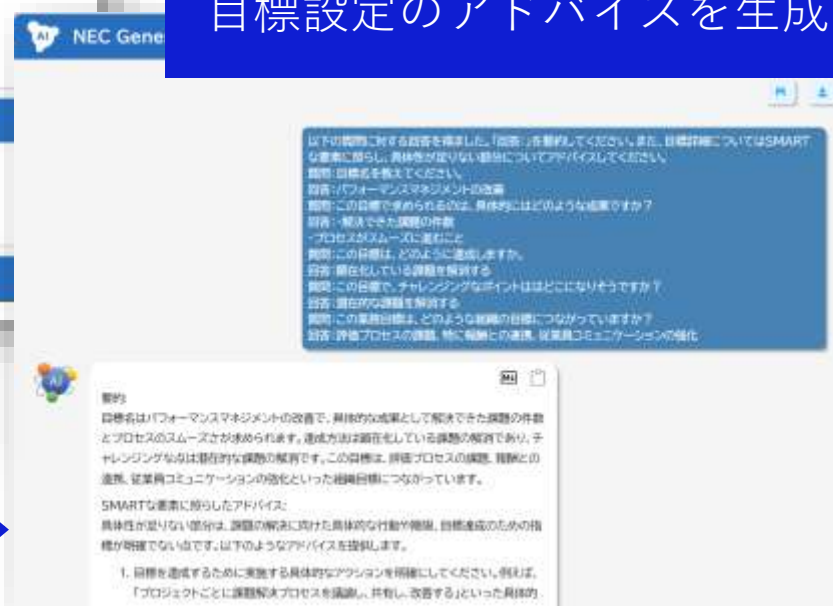 目標設定のアドバイスを生成
NEC Gene
以下の質問に対する回答を得ました。「回答:」を要約してください。また、目標詳細についてはSMART
な要素に照らし、具体性が足りない部分についてアドバイスしてください。
質問:目標名を教えてください。
回答:パフォーマンスマネジメントの改善
質問:この目標で求められるのは、具体的にはどのような成果ですか?
回答:-解決できた課題の件数
-プロセスがスムーズに進むこと
質問:この目標は、どのように達成しますか。
回答:顕在化している課題を解消する
質問:この目標で、チャレンジングなポイントはほどこになりそうですか?
回答:潜在的な課題を解消する
質問:この業務目標は、どのような組織の目標につながっていますか?
回答:評価プロセスの課題、特に報酬との連携、従業員コミュニケーションの強化
要約:
目標名はパフォーマンスマネジメントの改善で、具体的な成果として解決できた課題の件数
とプロセスのスムーズさが求められます。達成方法は顕在化している課題の解消であり、チ
ャレンジングな点は潜在的な課題の解消です。この目標は、評価プロセスの課題、報酬との
連携、従業員コミュニケーションの強化といった組織目標につながっています。
SMARTな要素に照らしたアドバイス:
具体性が足りない部分は、課題の解決に向けた具体的な行動や期限、目標達成のための指
標が明確でない点です。以下のようなアドバイスを提供します。
1. 目標を達成するために実施する具体的なアクションを明確にしてください。例えば、
「プロジェクトごとに課題解決プロセスを議論し、共有し、改善する」といった具体的